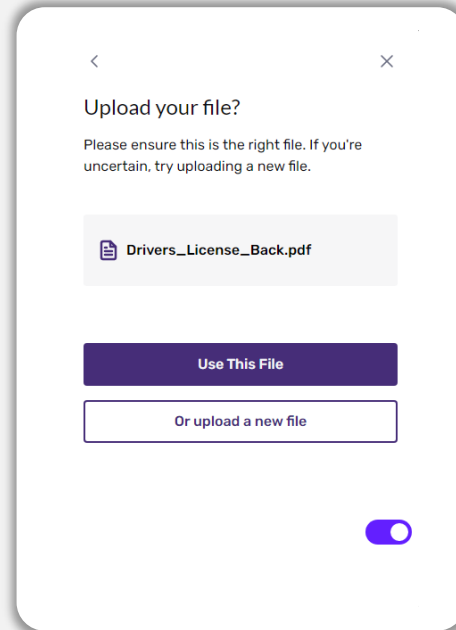 Upload your file?
Please ensure this is the right file. If you're
uncertain, try uploading a new file.
Drivers_License_Back.pdf
Use This File
Or upload a new file